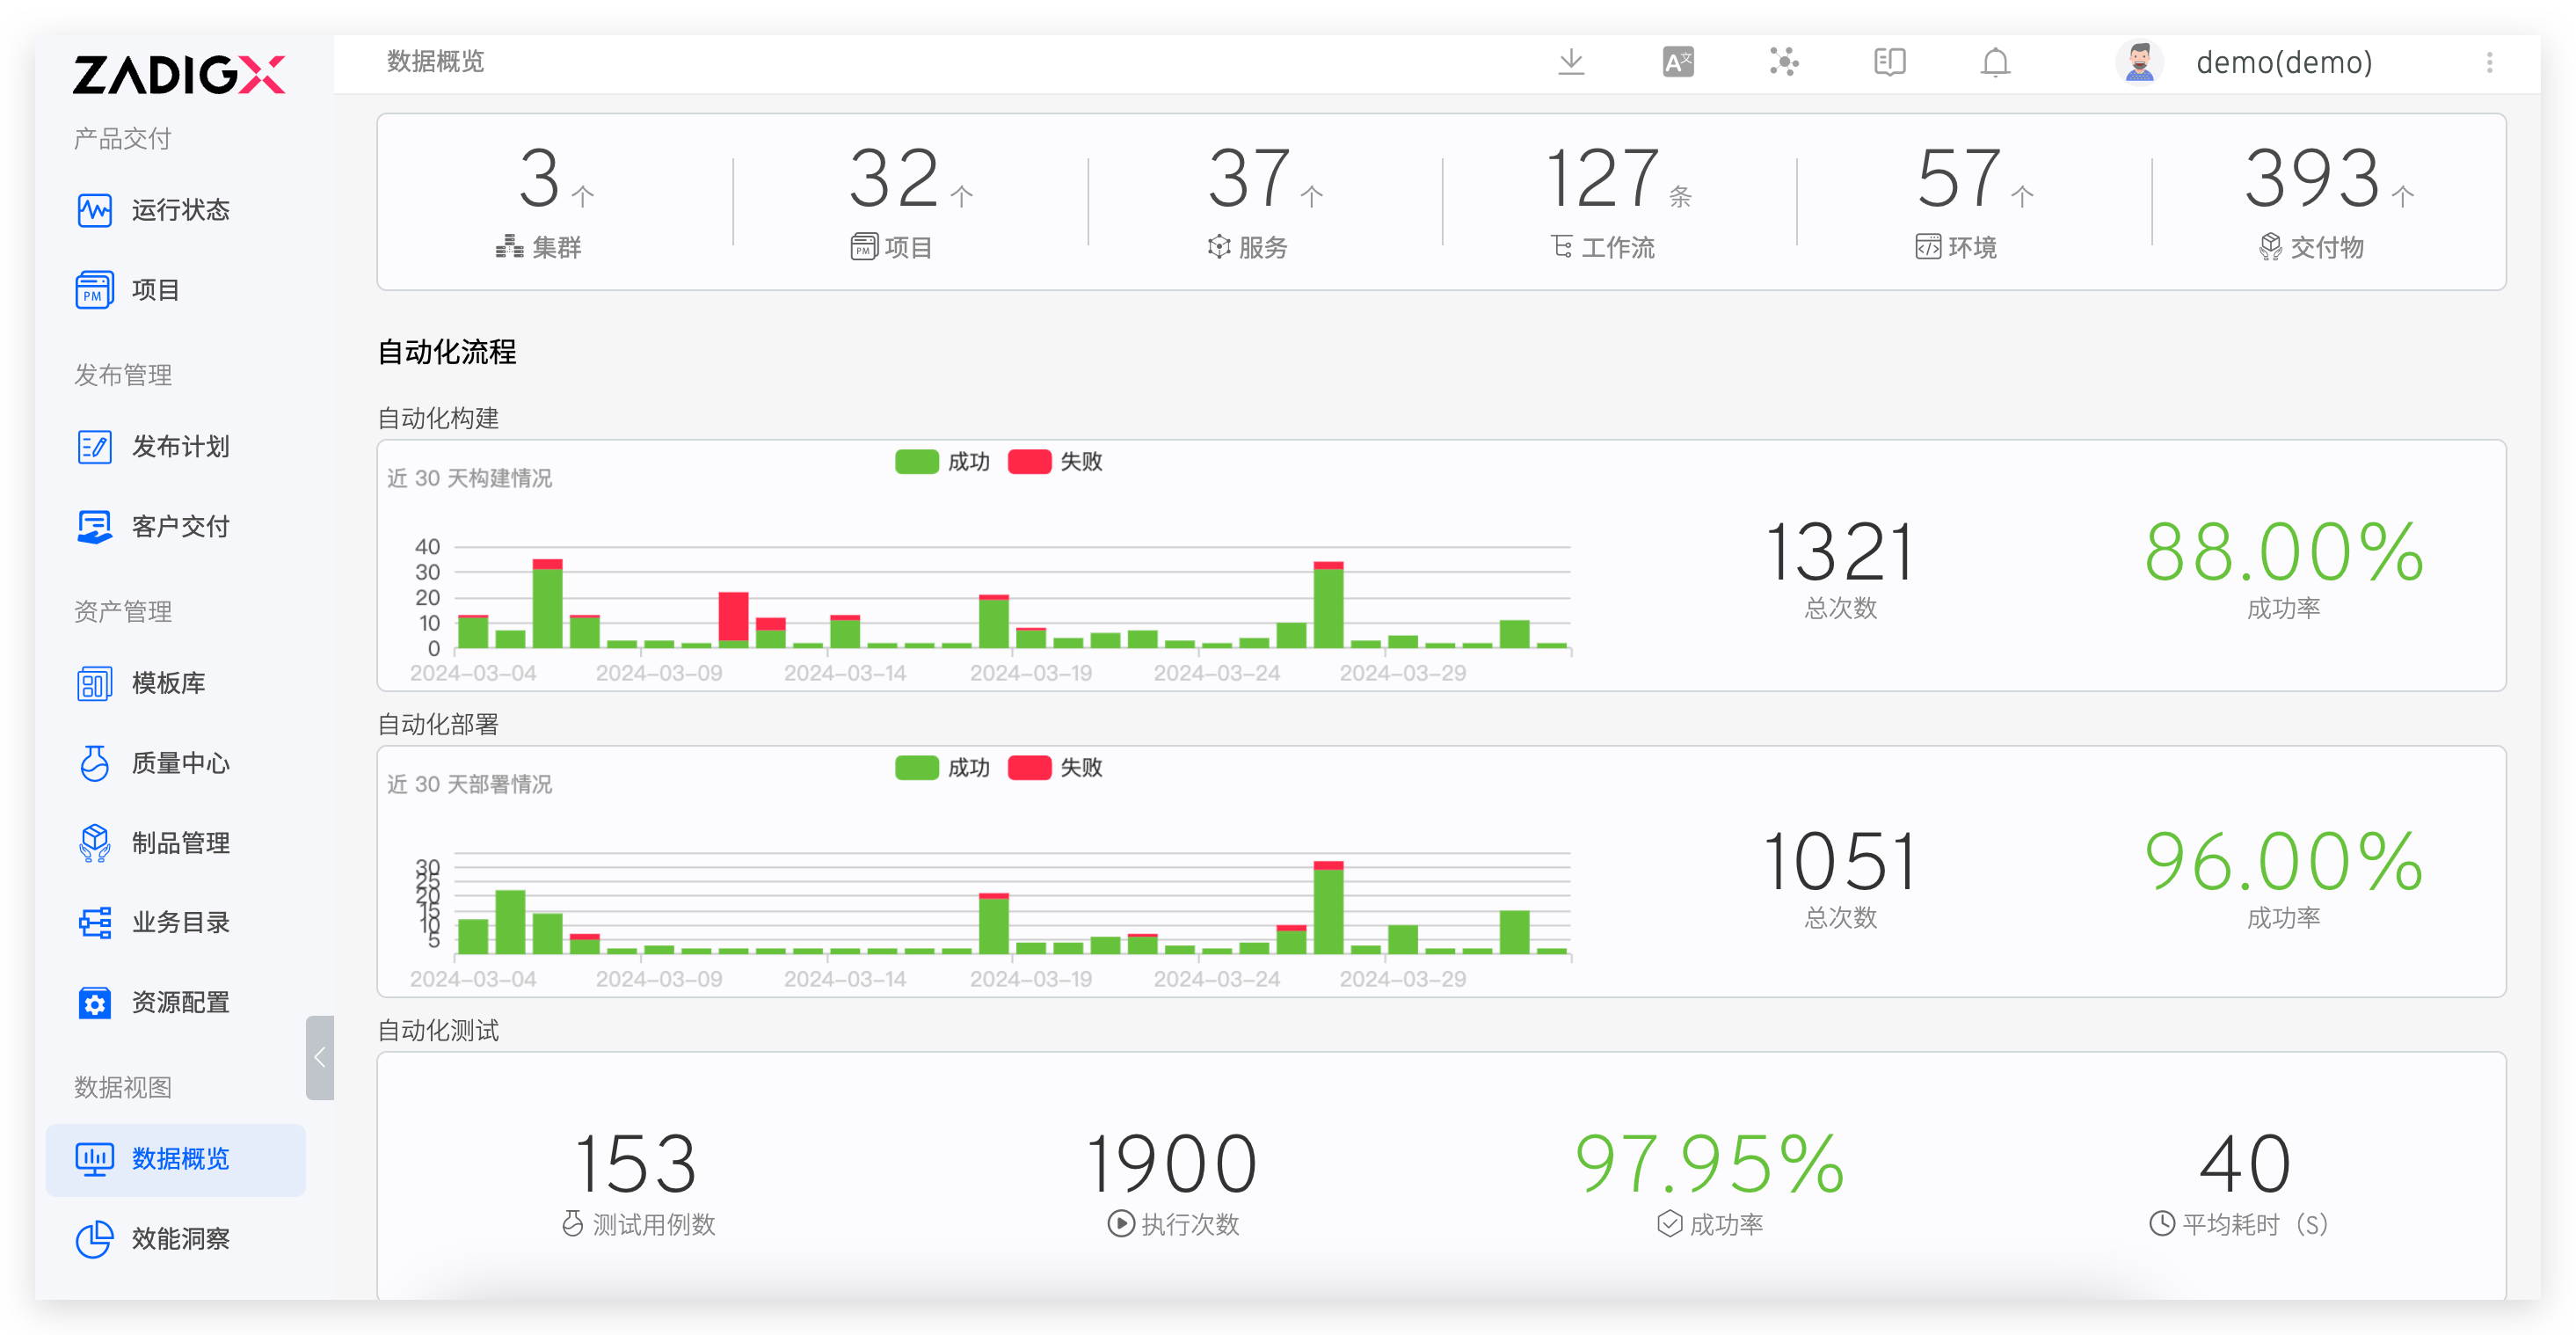 ZADIGX
数据概览
demo(demo)
产品交付
运行状态
项目
发布管理
发布计划
客户交付
资产管理
模板库
质量中心
制品管理
业务目录
资源配置
数据视图
数据概览
效能洞察
3 个
集群
32 个
项目
37 个
服务
127 条
工作流
57 个
环境
393 个
交付物
自动化流程
自动化构建
近 30 天构建情况
成功 失败
40
30
20
10
0
2024-03-04 2024-03-09 2024-03-14 2024-03-19 2024-03-24 2024-03-29
1321
总次数
88.00%
成功率
自动化部署
近 30 天部署情况
成功 失败
30
25
20
15
10
5
2024-03-04 2024-03-09 2024-03-14 2024-03-19 2024-03-24 2024-03-29
1051
总次数
96.00%
成功率
自动化测试
153
测试用例数
1900
执行次数
97.95%
成功率
40
平均耗时（S）